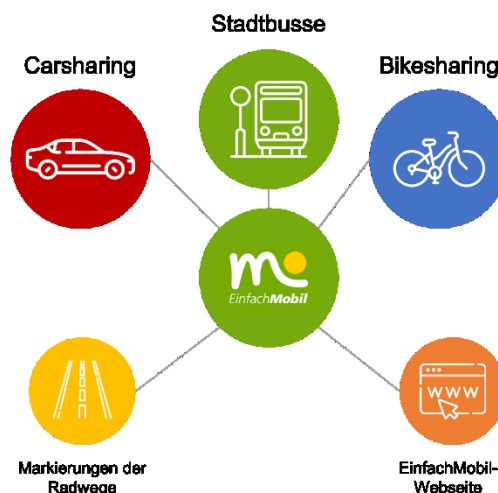 Stadtbusse
Carsharing
Bikesharing
m
EinfachMobil
www
Markierungen der
Radwege
EinfachMobil-
Webseite